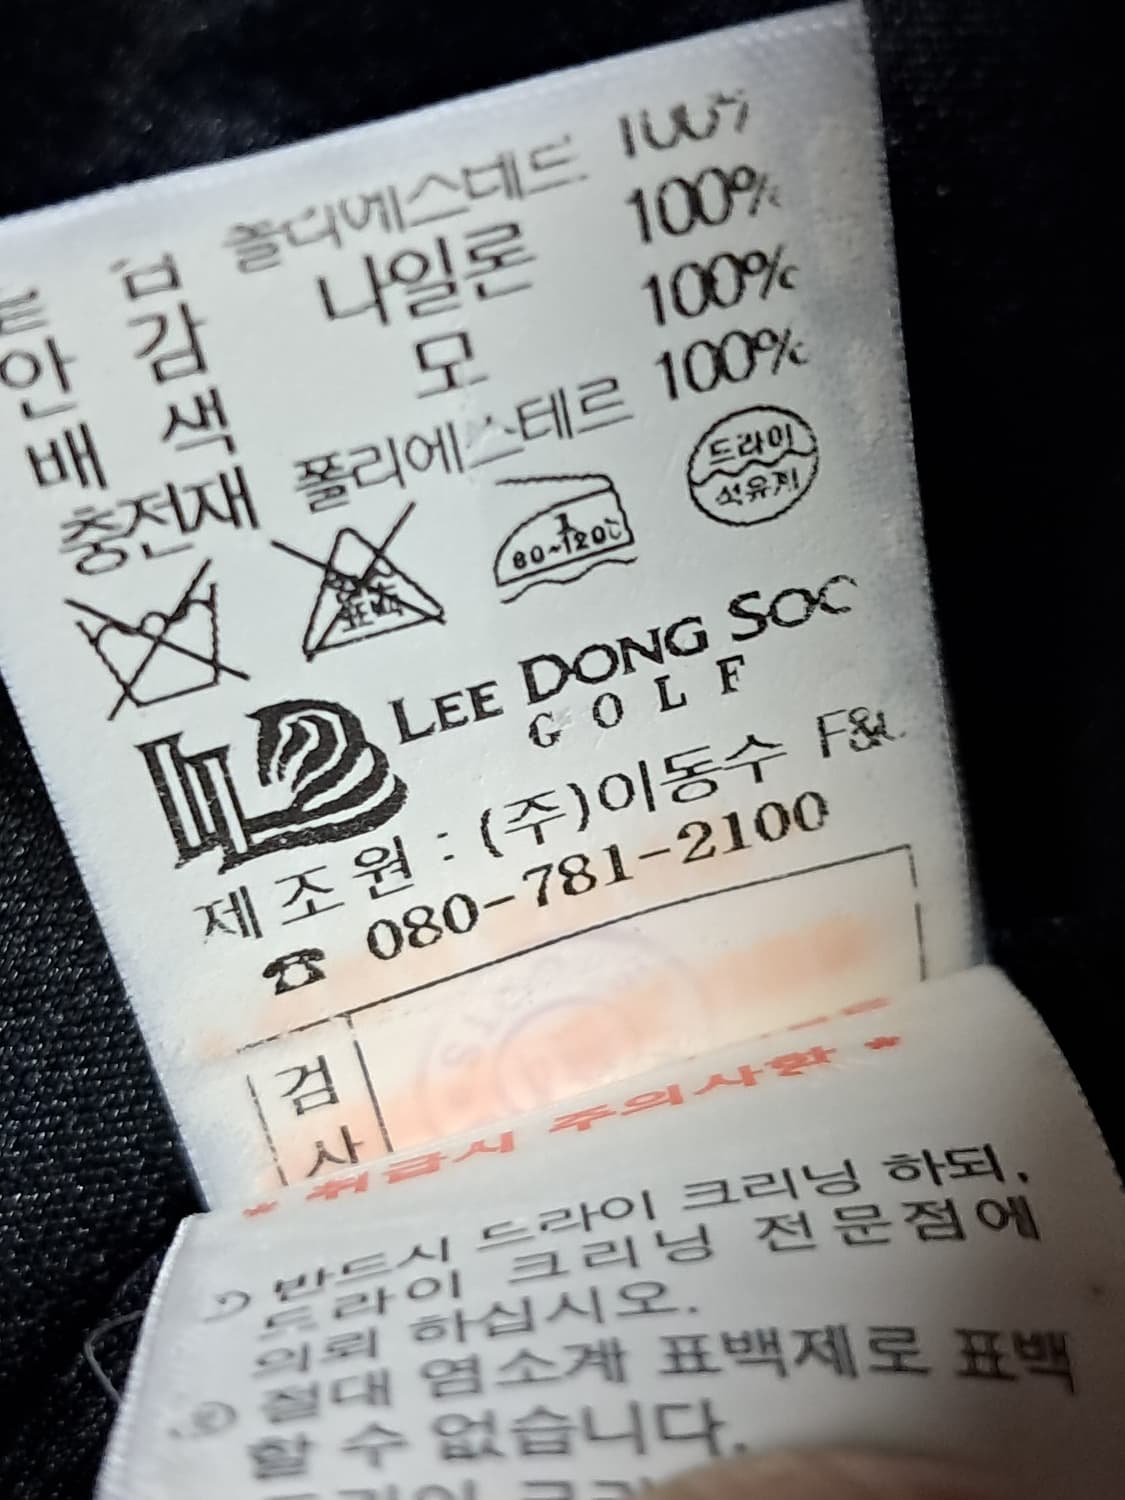 폴리에스테르 100%
안 감 나일론 100%
배 색 모 100%
충전재 폴리에스테르 100%
80~120℃
드라이
석유계
LEE DONG SOO
GOLF
제조원 : (주)이동수 F&G
☎ 080-781-2100
검
사
* 취급시 주의사항 *
반드시 드라이 크리닝 하되,
드라이 크리닝 전문점에
의뢰 하십시오.
절대 염소계 표백제로 표백
할 수 없습니다.